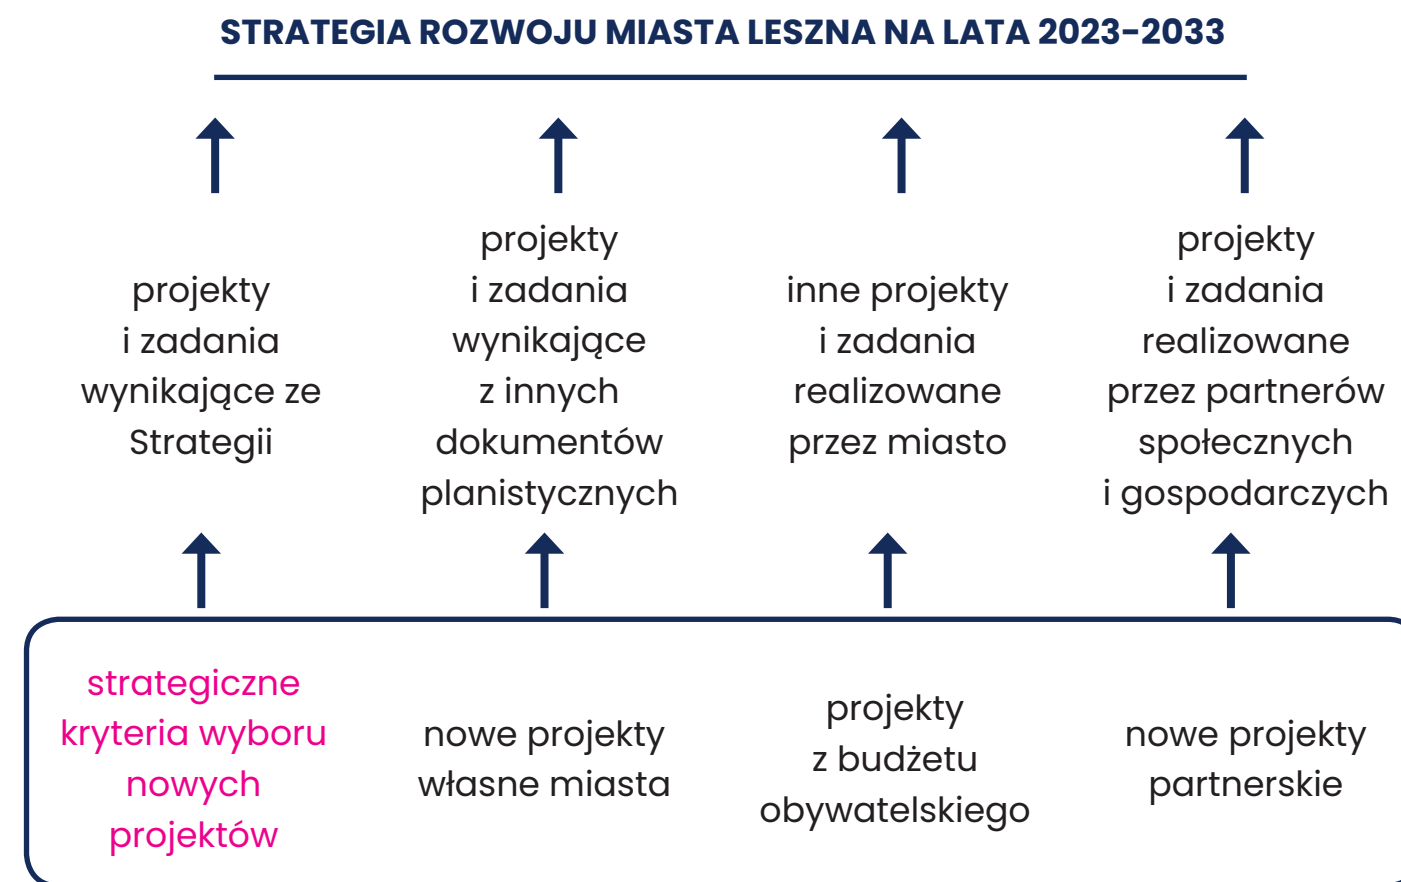 STRATEGIA ROZWOJU MIASTA LESZNA NA LATA 2023-2033
projekty
i zadania
wynikające ze
Strategii
projekty
i zadania
wynikające
z innych
dokumentów
planistycznych
inne projekty
i zadania
realizowane
przez miasto
projekty
i zadania
realizowane
przez partnerów
społecznych
i gospodarczych
strategiczne
kryteria wyboru
nowych
projektów
nowe projekty
własne miasta
projekty
z budżetu
obywatelskiego
nowe projekty
partnerskie